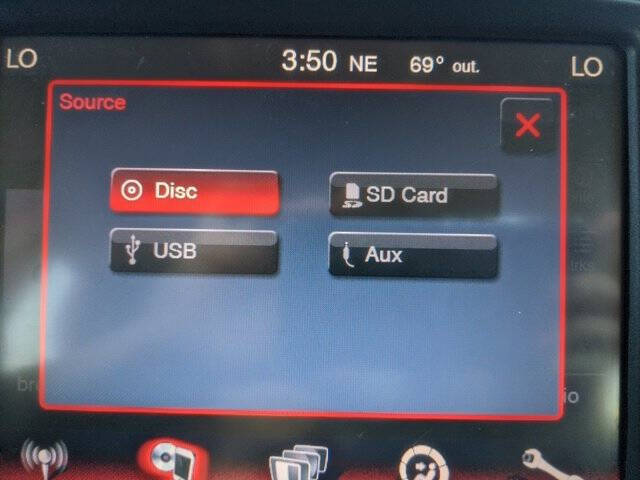 LO 3:50 NE 69° out. LO
Source
Disc
SD Card
USB
Aux